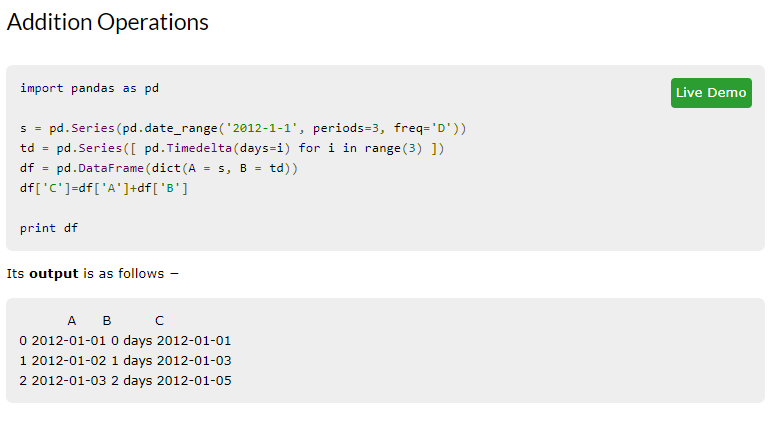 Addition Operations
import pandas as pd
Live Demo
s = pd.Series(pd.date_range('2012-1-1', periods=3, freq='D'))
td = pd.Series([ pd.Timedelta(days=i) for i in range(3) ])
df = pd.DataFrame(dict(A = s, B = td))
df['C']=df['A']+df['B']
print df
Its output is as follows −
A B C
0 2012-01-01 0 days 2012-01-01
1 2012-01-02 1 days 2012-01-03
2 2012-01-03 2 days 2012-01-05